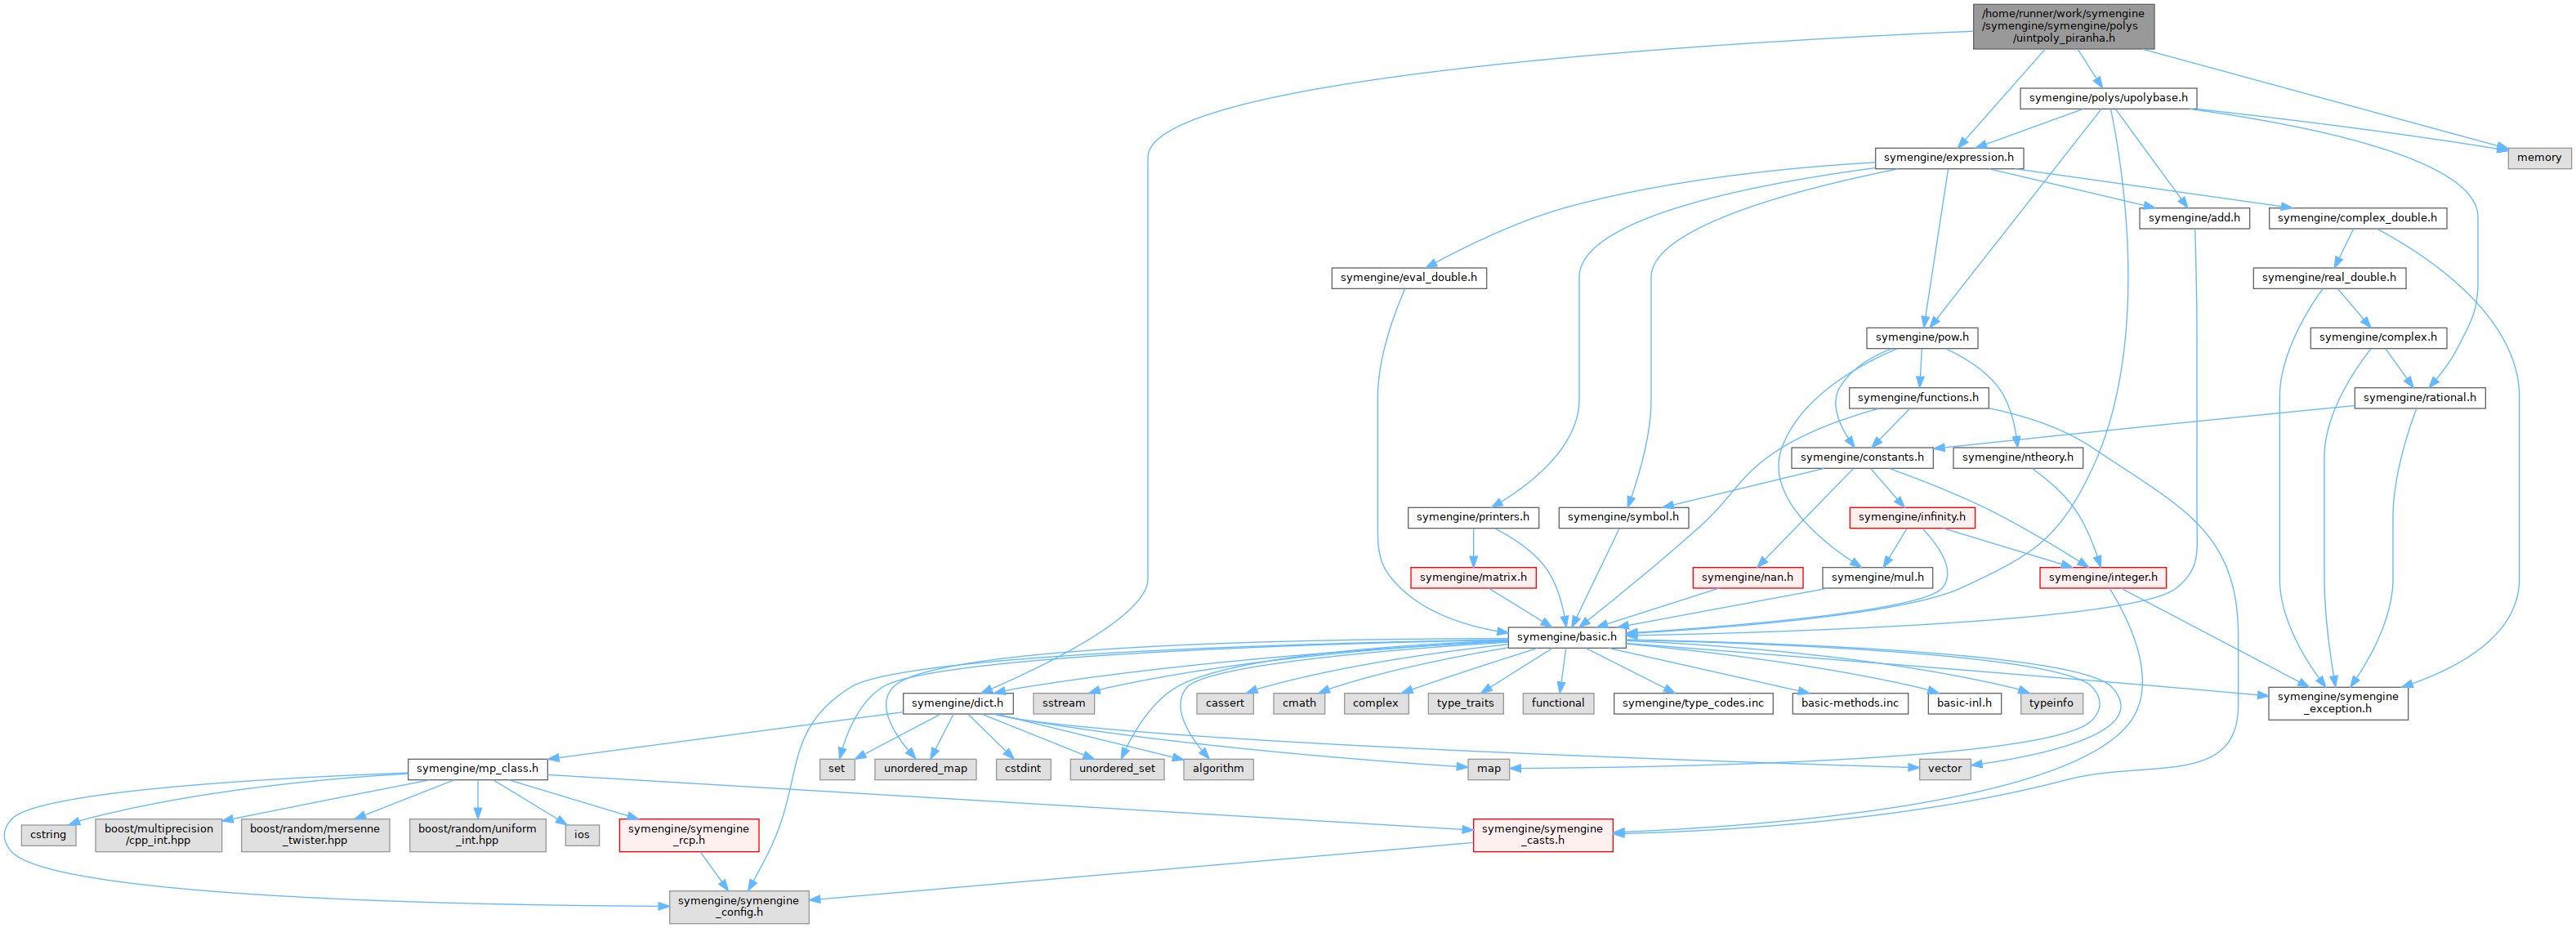 /home/runner/work/symengine
/symengine/symengine/polys
/uintpoly_piranha.h
symengine/polys/upolybase.h
symengine/expression.h
memory
symengine/add.h
symengine/complex_double.h
symengine/eval_double.h
symengine/real_double.h
symengine/pow.h
symengine/complex.h
symengine/functions.h
symengine/rational.h
symengine/constants.h
symengine/ntheory.h
symengine/printers.h
symengine/symbol.h
symengine/infinity.h
symengine/matrix.h
symengine/nan.h
symengine/mul.h
symengine/integer.h
symengine/basic.h
symengine/dict.h
sstream
cassert
cmath
complex
type_traits
functional
symengine/type_codes.inc
basic-methods.inc
basic-inl.h
typeinfo
symengine/symengine
_exception.h
symengine/mp_class.h
set
unordered_map
cstdint
unordered_set
algorithm
map
vector
cstring
boost/multiprecision
/cpp_int.hpp
boost/random/mersenne
_twister.hpp
boost/random/uniform
_int.hpp
ios
symengine/symengine
_rcp.h
symengine/symengine
_casts.h
symengine/symengine
_config.h